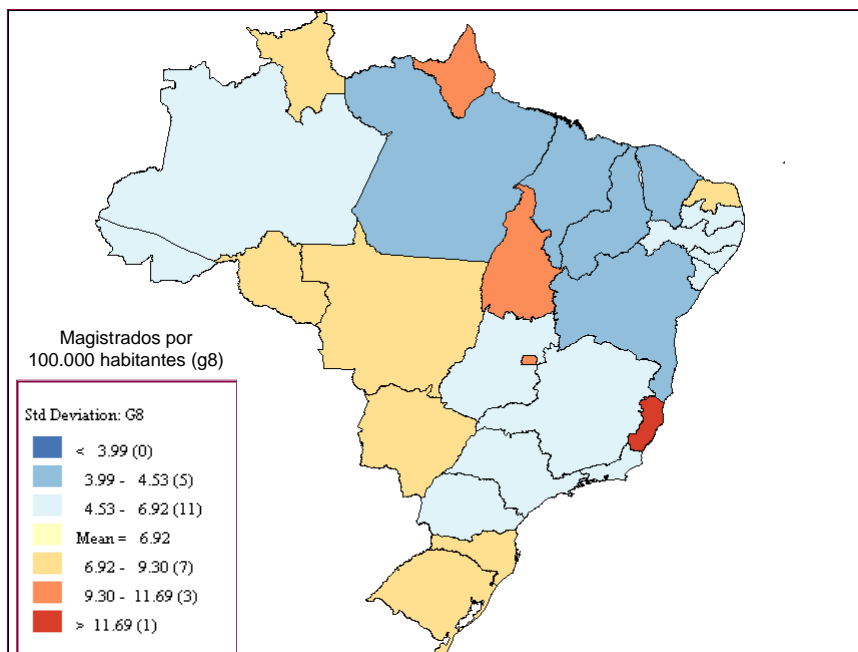 Magistrados por
100.000 habitantes (g8)
Std Deviation: G8
< 3.99 (0)
3.99 - 4.53 (5)
4.53 - 6.92 (11)
Mean = 6.92
6.92 - 9.30 (7)
9.30 - 11.69 (3)
> 11.69 (1)